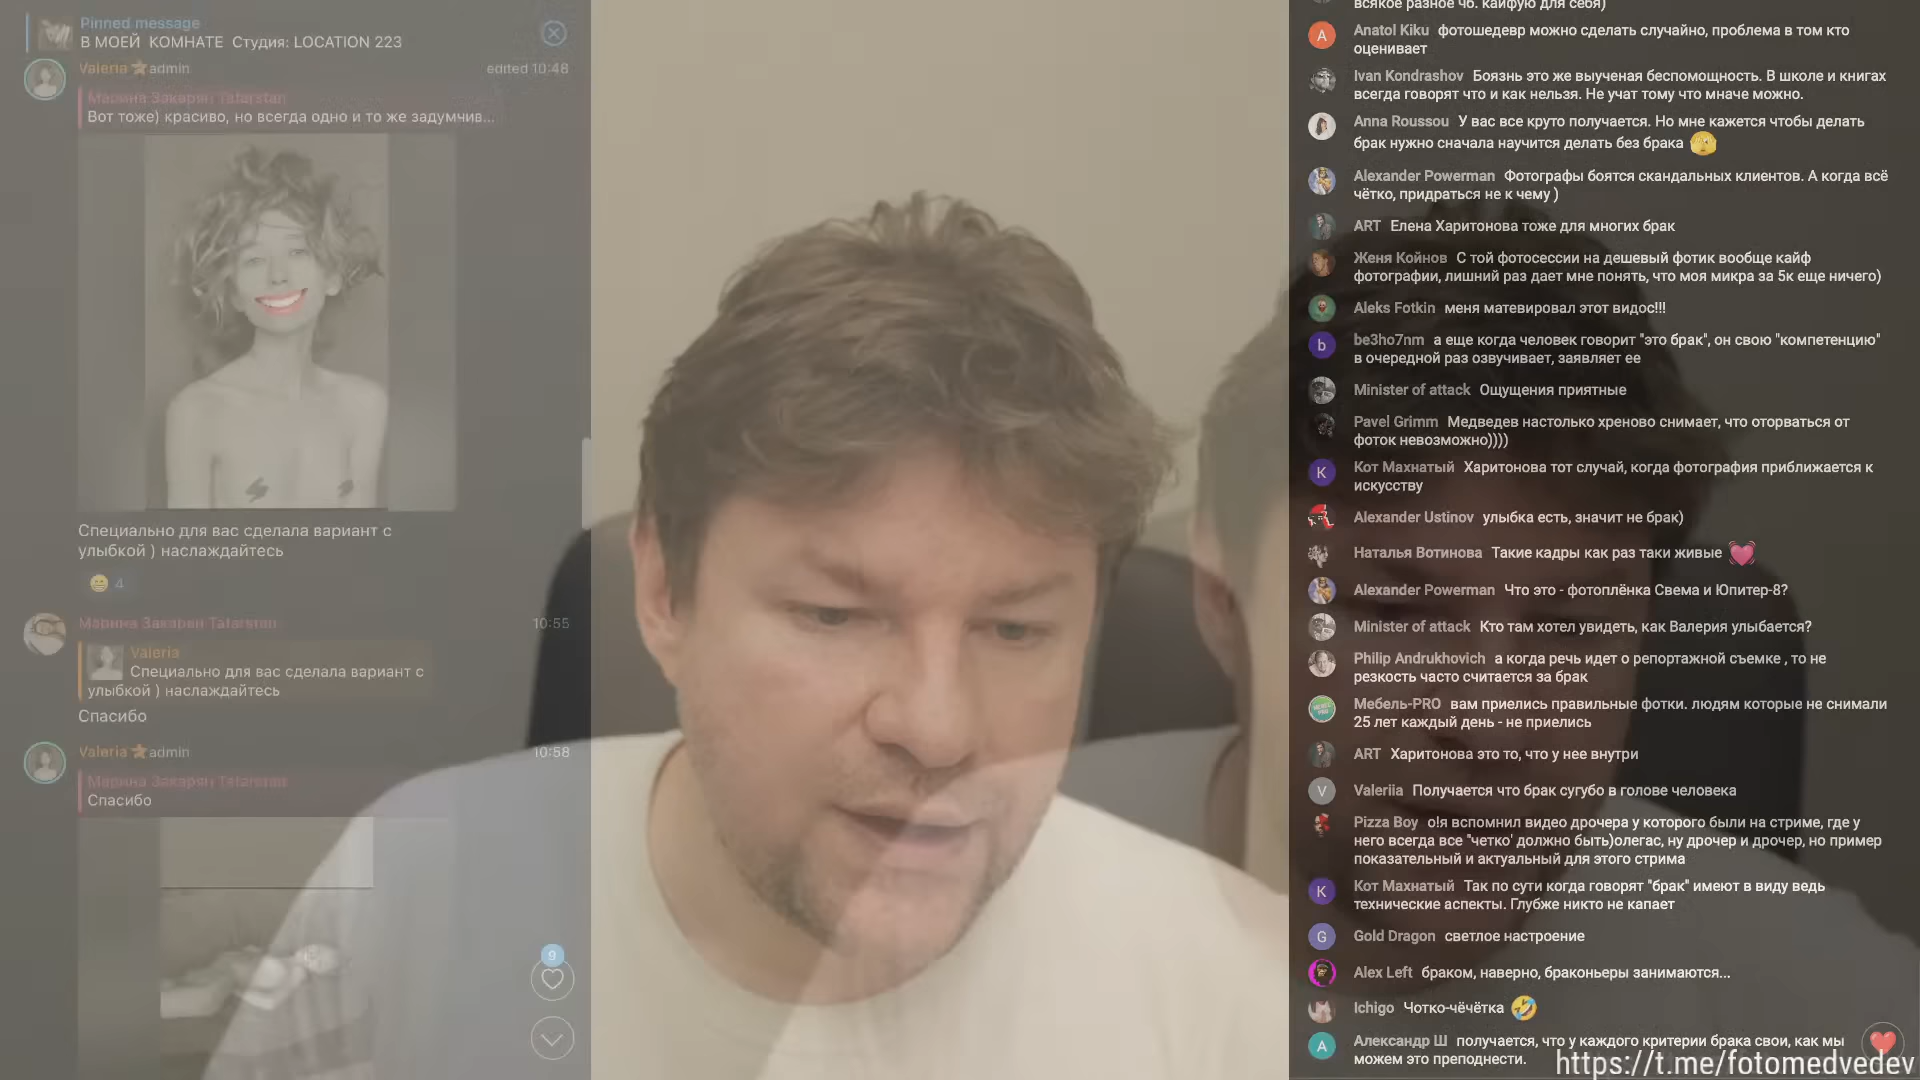 Pinned message
В МОЕЙ КОМНАТЕ Студия: LOCATION 223
Valeria admin
edited 10:48
Марина Закарян Tatarstan
Вот тоже) красиво, но всегда одно и то же задумчив...
Специально для вас сделала вариант с
улыбкой ) наслаждайтесь
4
Марина Закарян Tatarstan
10:55
Valeria
Специально для вас сделала вариант с
улыбкой ) наслаждайтесь
Спасибо
Valeria admin
10:58
Марина Закарян Tatarstan
Спасибо
9
всякое разное чб. кайфую для себя)
A
Anatol Kiku фотошедевр можно сделать случайно, проблема в том кто
оценивает
Ivan Kondrashov Боязнь это же выученая беспомощность. В школе и книгах
всегда говорят что и как нельзя. Не учат тому что мначе можно.
Anna Roussou У вас все круто получается. Но мне кажется чтобы делать
брак нужно сначала научится делать без брака
Alexander Powerman Фотографы боятся скандальных клиентов. А когда всё
чётко, придраться не к чему )
ART Елена Харитонова тоже для многих брак
Женя Койнов С той фотосессии на дешевый фотик вообще кайф
фотографии, лишний раз дает мне понять, что моя микра за 5к еще ничего)
Aleks Fotkin меня матевировал этот видос!!!
b
be3ho7nm а еще когда человек говорит "это брак", он свою "компетенцию"
в очередной раз озвучивает, заявляет ее
Minister of attack Ощущения приятные
Pavel Grimm Медведев настолько хреново снимает, что оторваться от
фоток невозможно))))
К
Кот Махнатый Харитонова тот случай, когда фотография приближается к
искусству
Alexander Ustinov улыбка есть, значит не брак)
Наталья Вотинова Такие кадры как раз таки живые
Alexander Powerman Что это - фотоплёнка Свема и Юпитер-8?
Minister of attack Кто там хотел увидеть, как Валерия улыбается?
Philip Andrukhovich а когда речь идет о репортажной съемке , то не
резкость часто считается за брак
Мебель-PRO вам приелись правильные фотки. людям которые не снимали
25 лет каждый день - не приелись
ART Харитонова это то, что у нее внутри
V
Valeriia Получается что брак сугубо в голове человека
Pizza Boy о!я вспомнил видео дрочера у которого были на стриме, где у
него всегда все "четко' должно быть)олегас, ну дрочер и дрочер, но пример
показательный и актуальный для этого стрима
К
Кот Махнатый Так по сути когда говорят "брак" имеют в виду ведь
технические аспекты. Глубже никто не капает
G
Gold Dragon светлое настроение
Alex Left браком, наверно, браконьеры занимаются...
Ichigo Чотко-чёчётка
А
Александр Ш получается, что у каждого критерии брака свои, как мы
можем это преподнести.
https://t.me/fotomedvedev